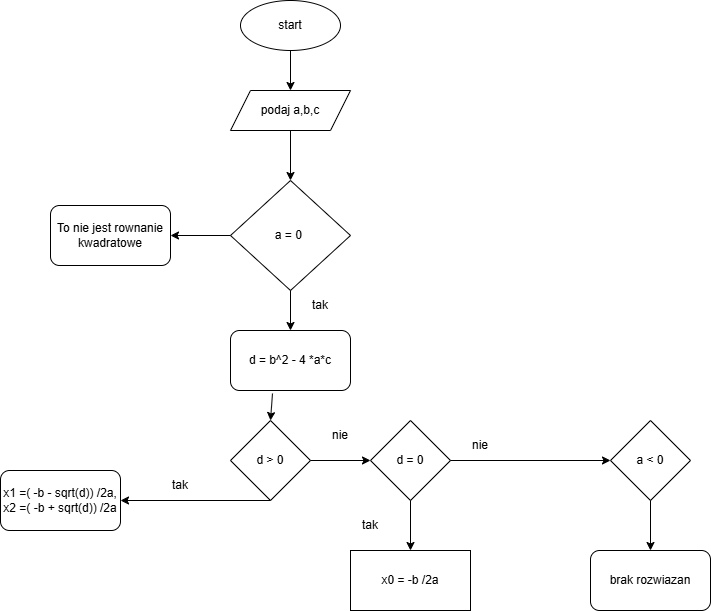 start
podaj a,b,c
a = 0
To nie jest rownanie
kwadratowe
tak
d = b^2 - 4 *a*c
d > 0
nie
d = 0
nie
a < 0
tak
x1 =( -b - sqrt(d)) /2a,
x2 =( -b + sqrt(d)) /2a
tak
x0 = -b /2a
brak rozwiazan